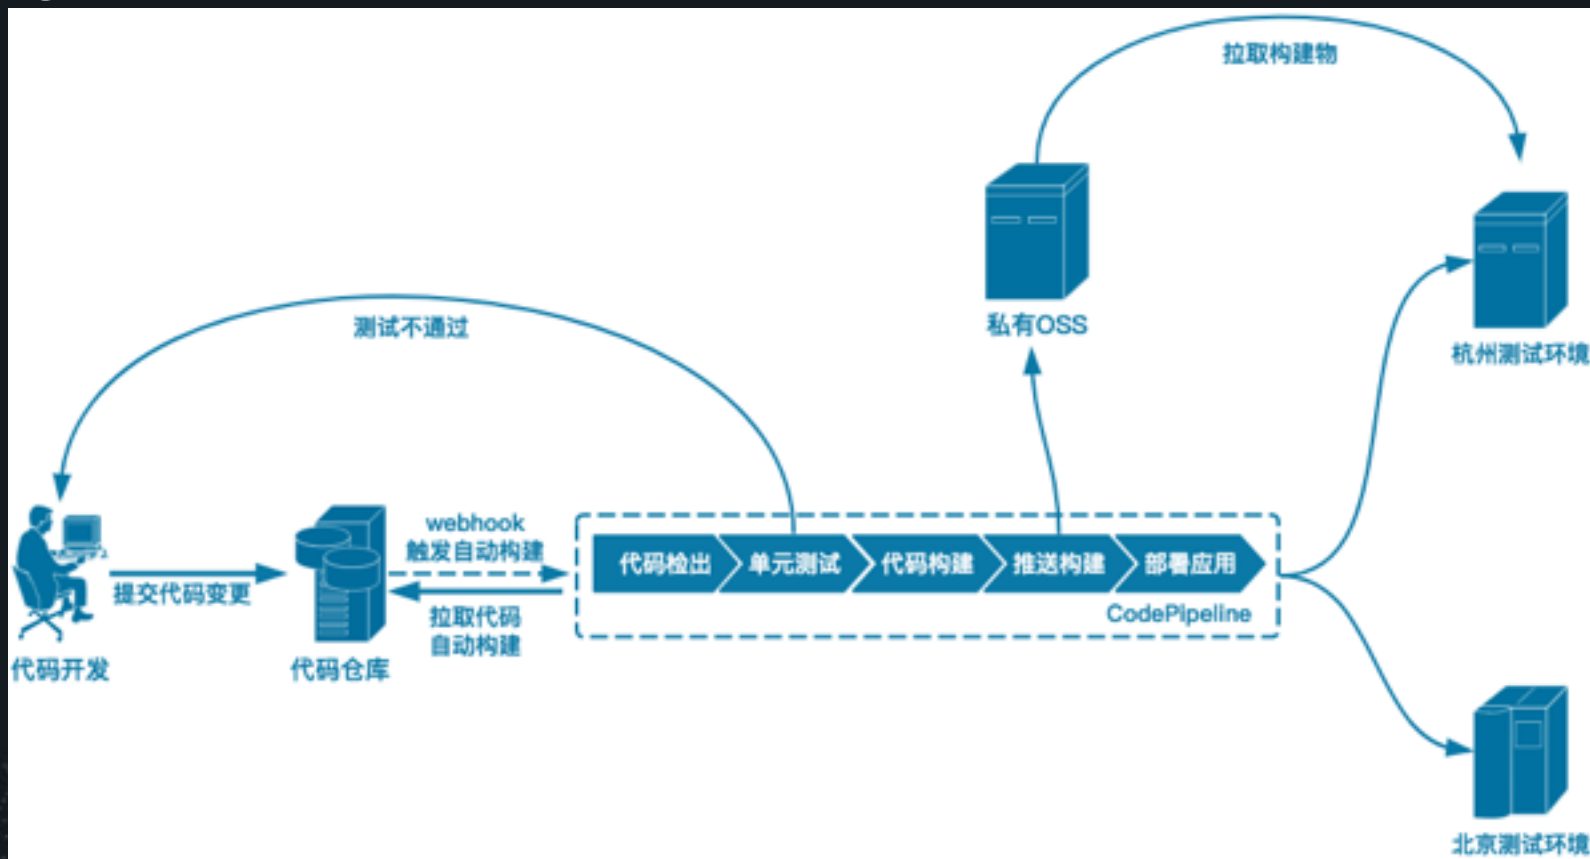 拉取构建物
私有OSS
杭州测试环境
测试不通过
webhook
触发自动构建
代码检出
单元测试
代码构建
推送构建
部署应用
CodePipeline
提交代码变更
拉取代码
自动构建
代码开发
代码仓库
北京测试环境